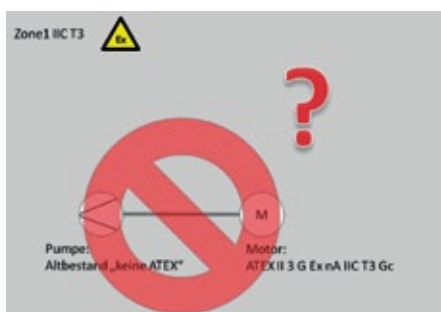 Zone1 IIC T3
Ex
?
M
Pumpe:
Altbestand „keine ATEX“
Motor:
ATEX II 3 G Ex nA IIC T3 Gc